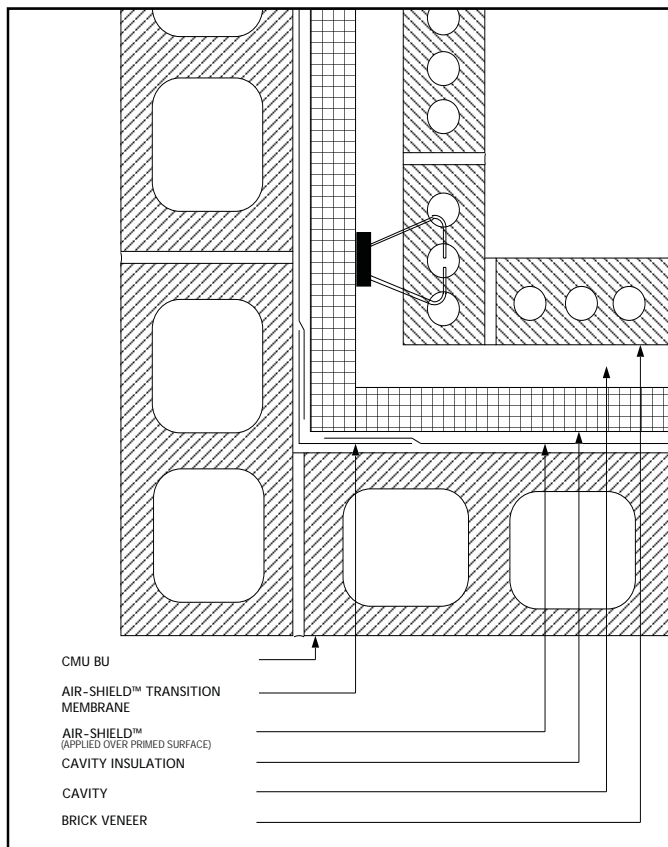 CMU BU
AIR-SHIELD™ TRANSITION
MEMBRANE
AIR-SHIELD™
(APPLIED OVER PRIMED SURFACE)
CAVITY INSULATION
CAVITY
BRICK VENEER